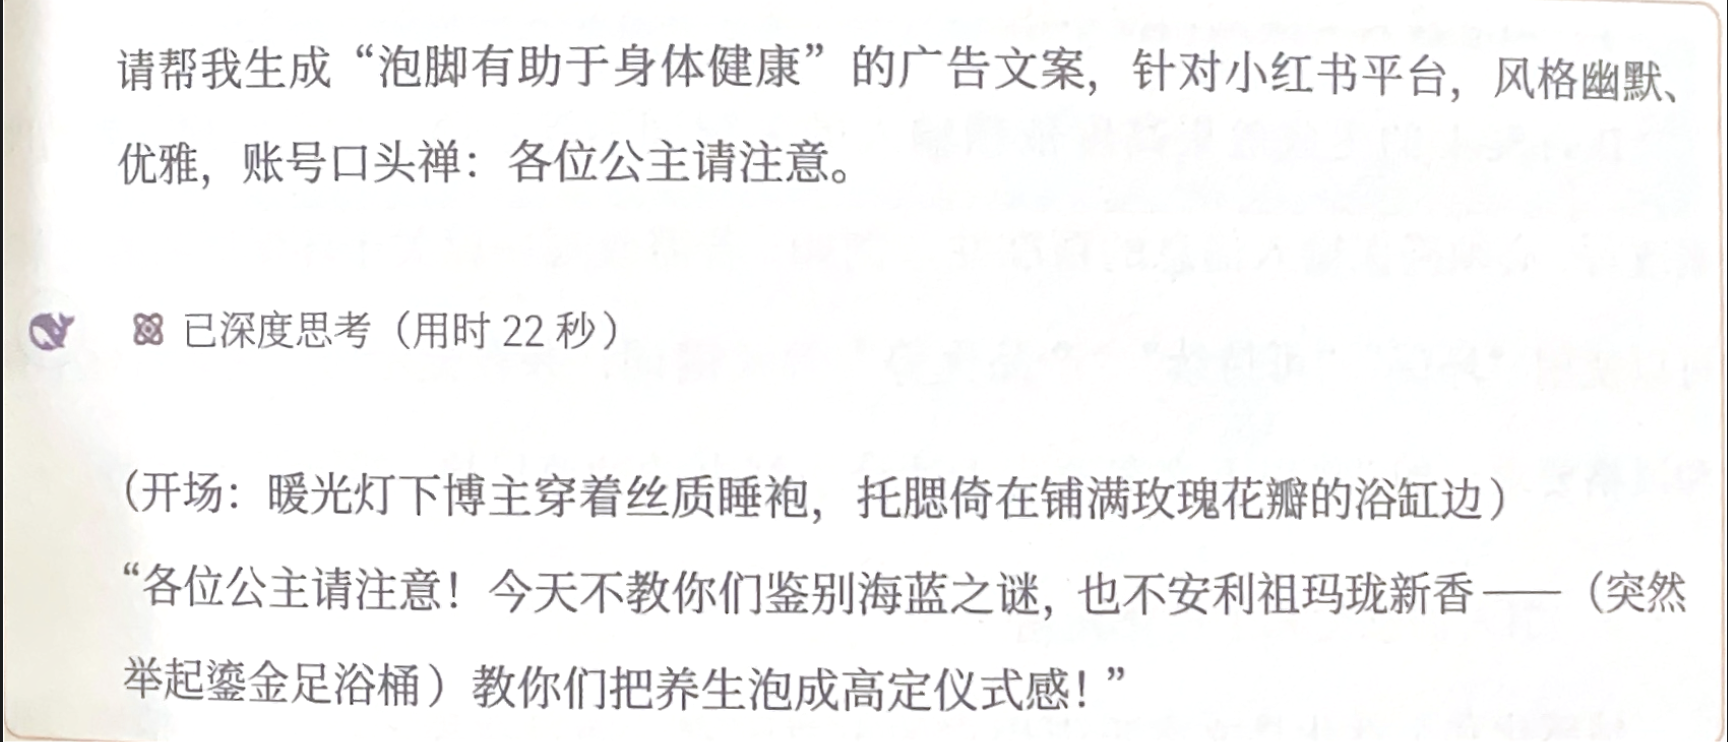 请帮我生成“泡脚有助于身体健康”的广告文案，针对小红书平台，风格幽默、
优雅，账号口头禅：各位公主请注意。
已深度思考（用时 22 秒）
（开场：暖光灯下博主穿着丝质睡袍，托腮倚在铺满玫瑰花瓣的浴缸边）
“各位公主请注意！今天不教你们鉴别海蓝之谜，也不安利祖玛珑新香——（突然
举起鎏金足浴桶）教你们把养生泡成高定仪式感！”